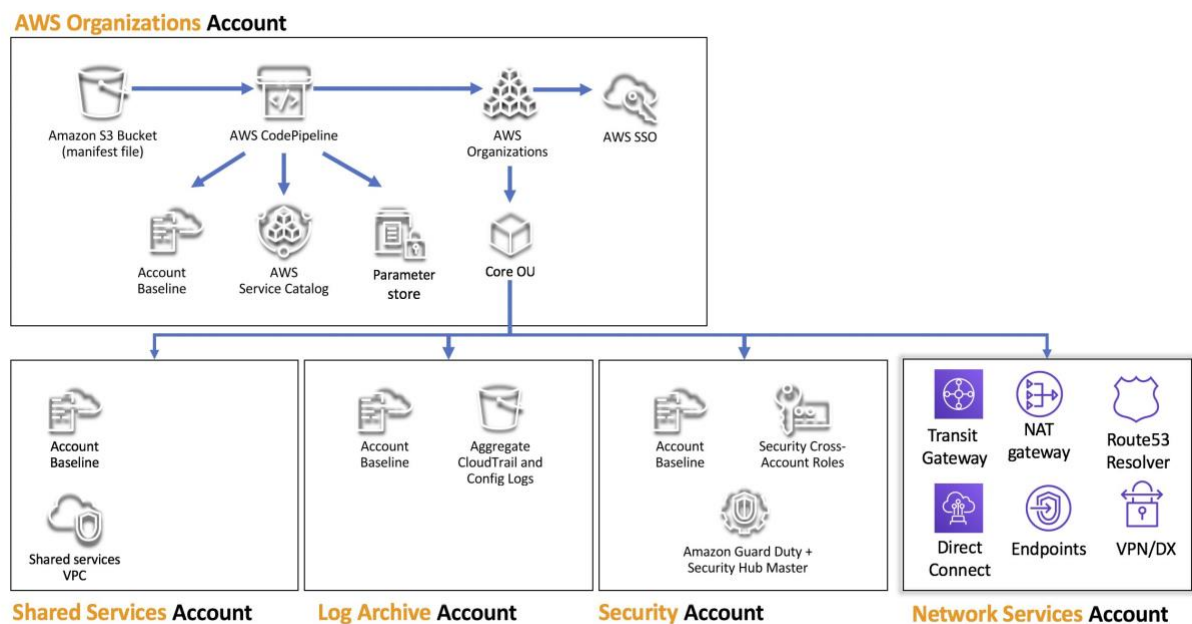 AWS Organizations Account
Amazon S3 Bucket
(manifest file)
AWS CodePipeline
AWS
Organizations
AWS SSO
Account
Baseline
AWS
Service Catalog
Parameter
store
Core OU
Account
Baseline
Shared services
VPC
Account
Baseline
Aggregate
CloudTrail and
Config Logs
Account
Baseline
Security Cross-
Account Roles
Amazon Guard Duty +
Security Hub Master
Transit
Gateway
NAT
gateway
Route53
Resolver
Direct
Connect
Endpoints
VPN/DX
Shared Services Account
Log Archive Account
Security Account
Network Services Account